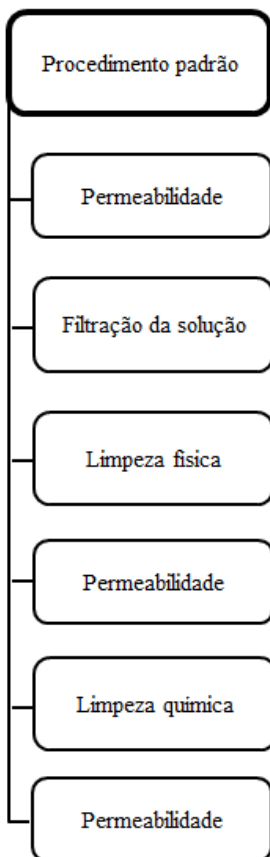 Procedimento padrão
Permeabilidade
Filtração da solução
Limpeza fisica
Permeabilidade
Limpeza quimica
Permeabilidade